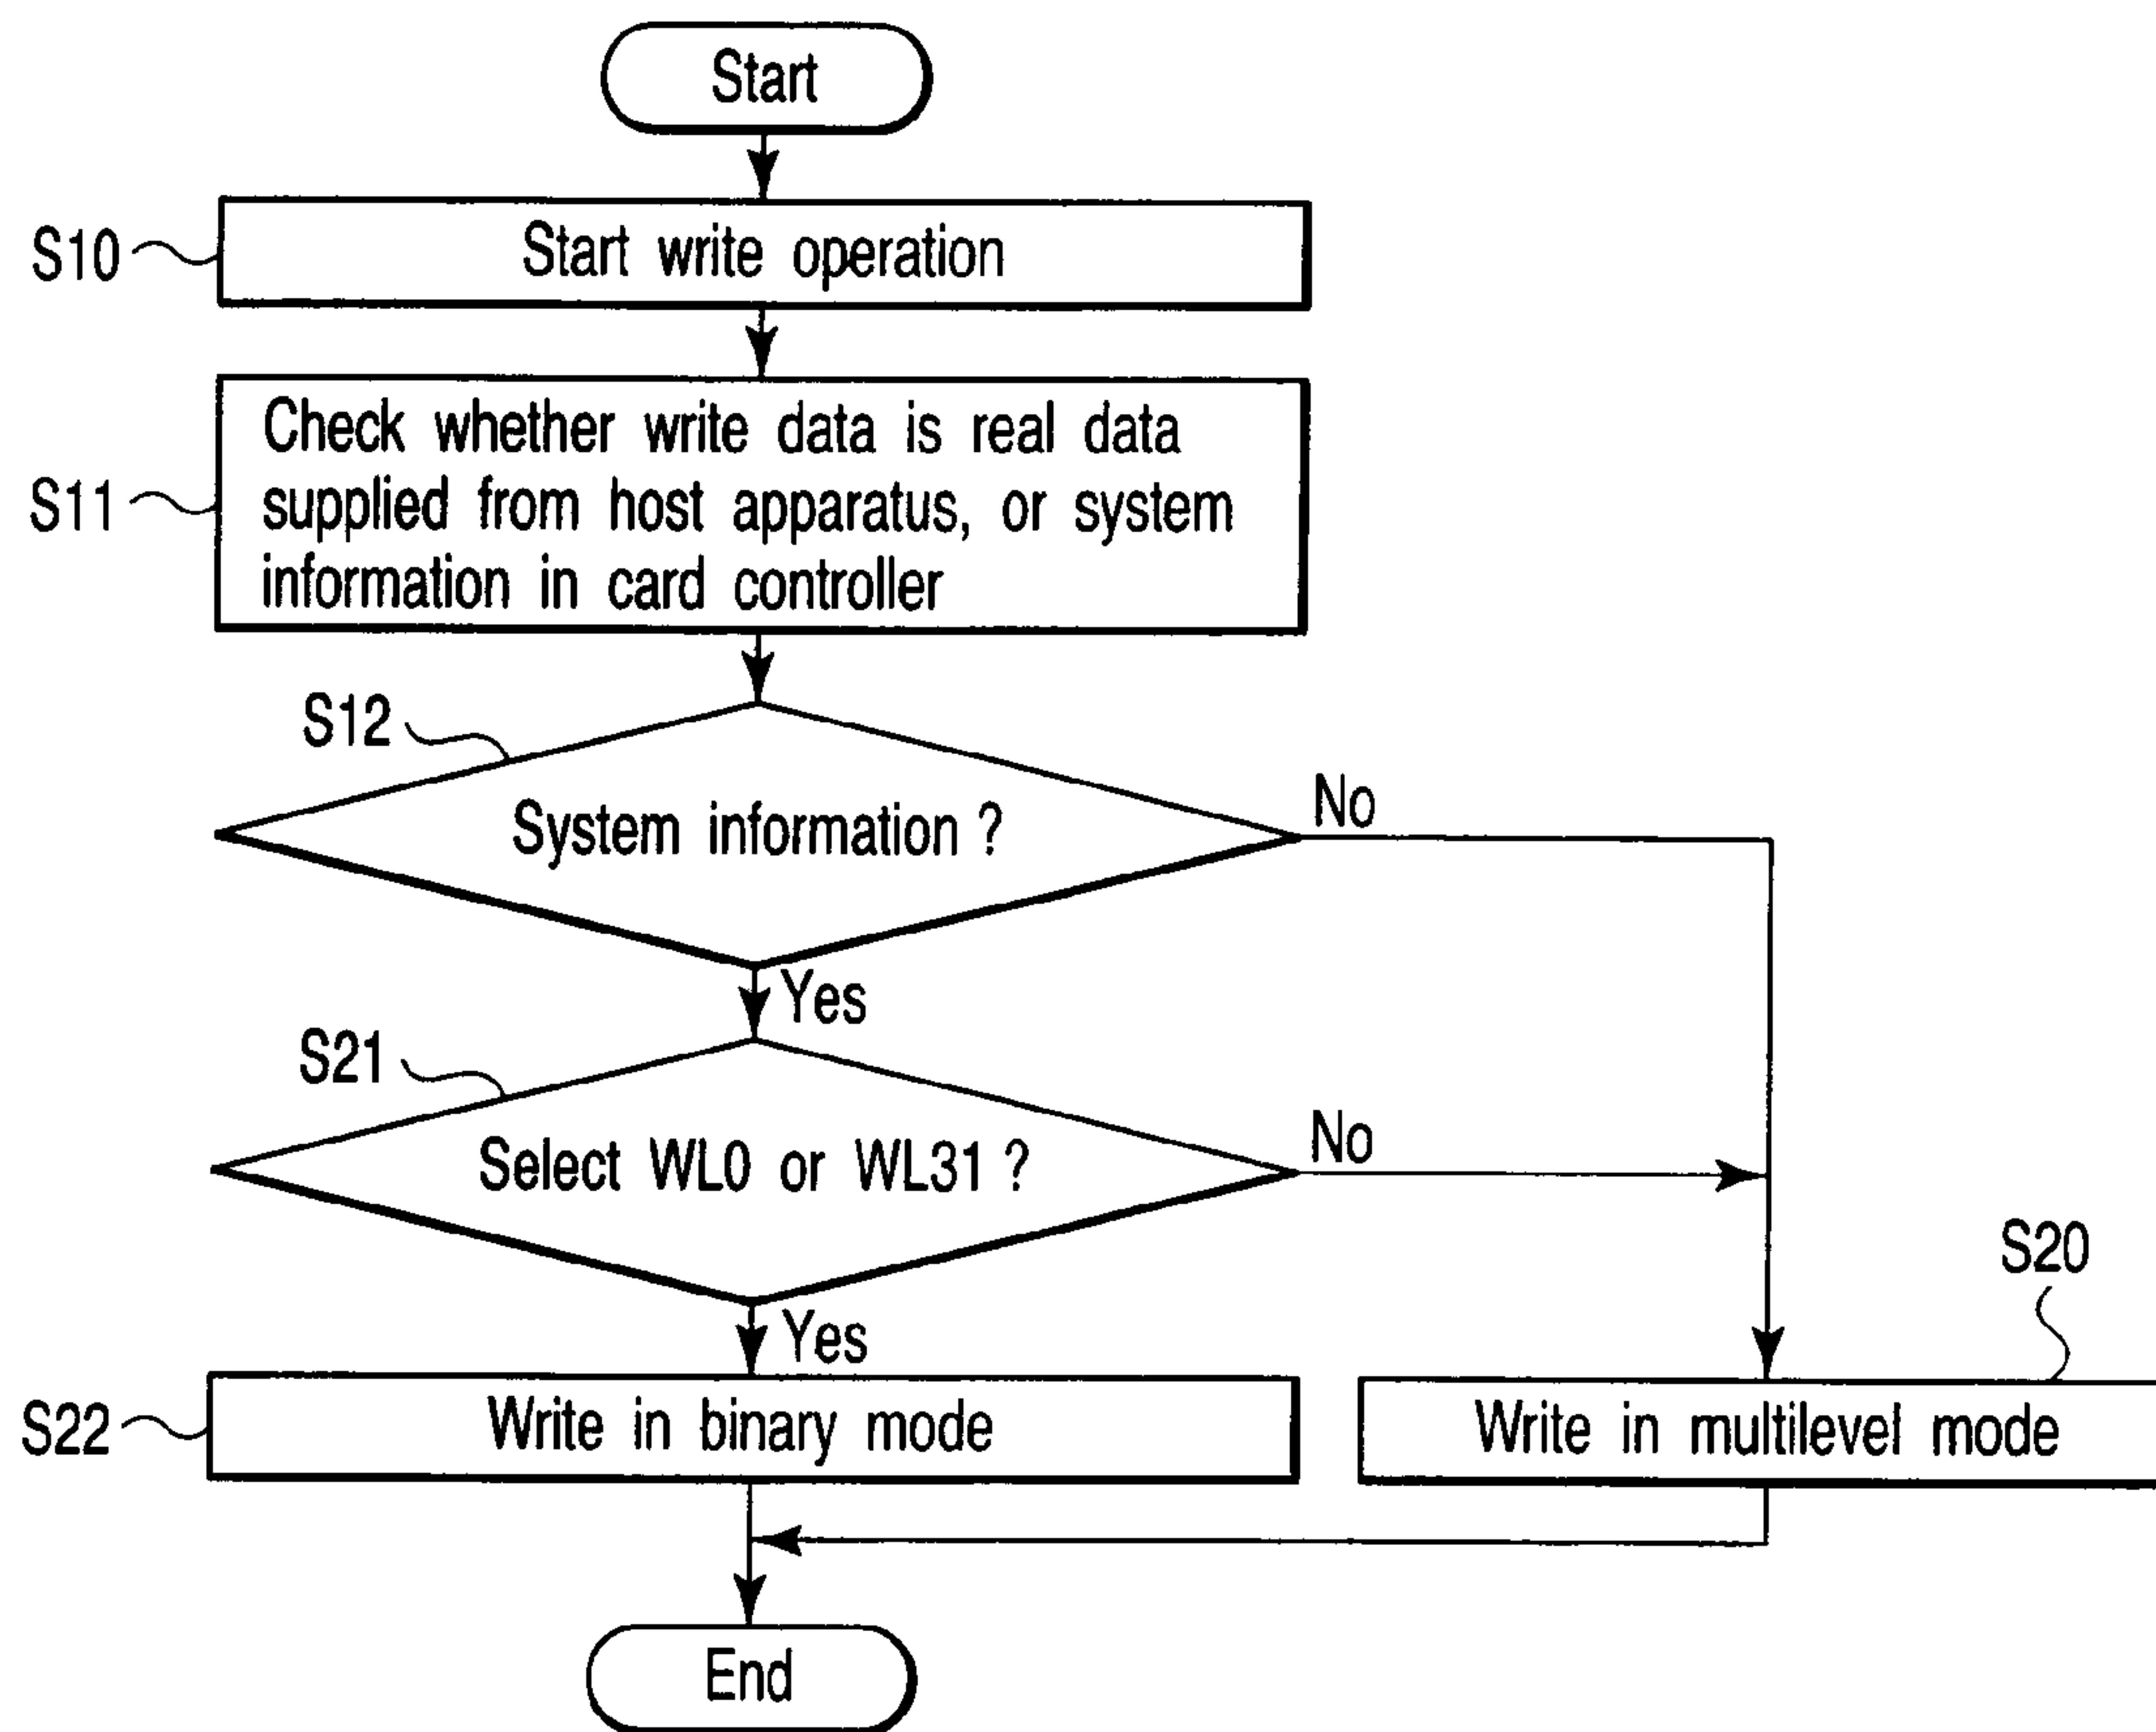 Start
S10
Start write operation
S11
Check whether write data is real data
supplied from host apparatus, or system
information in card controller
S12
System information ?
No
Yes
S21
Select WL0 or WL31 ?
No
Yes
S20
S22
Write in binary mode
Write in multilevel mode
End